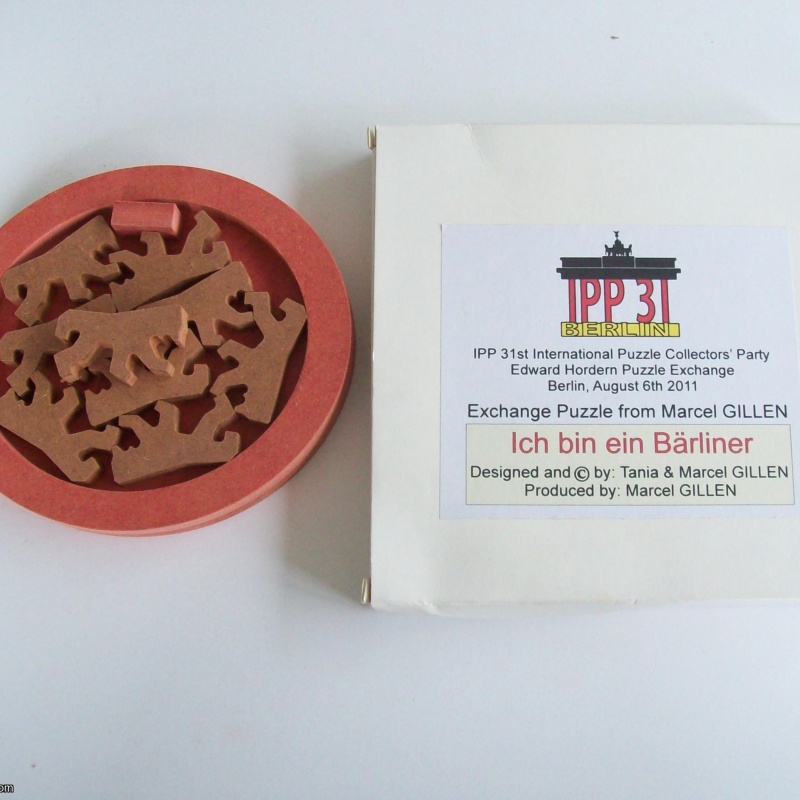 IPP 31
BERLIN
IPP 31st International Puzzle Collectors' Party
Edward Hordern Puzzle Exchange
Berlin, August 6th 2011
Exchange Puzzle from Marcel GILLEN
Ich bin ein Bärliner
Designed and © by: Tania & Marcel GILLEN
Produced by: Marcel GILLEN
om